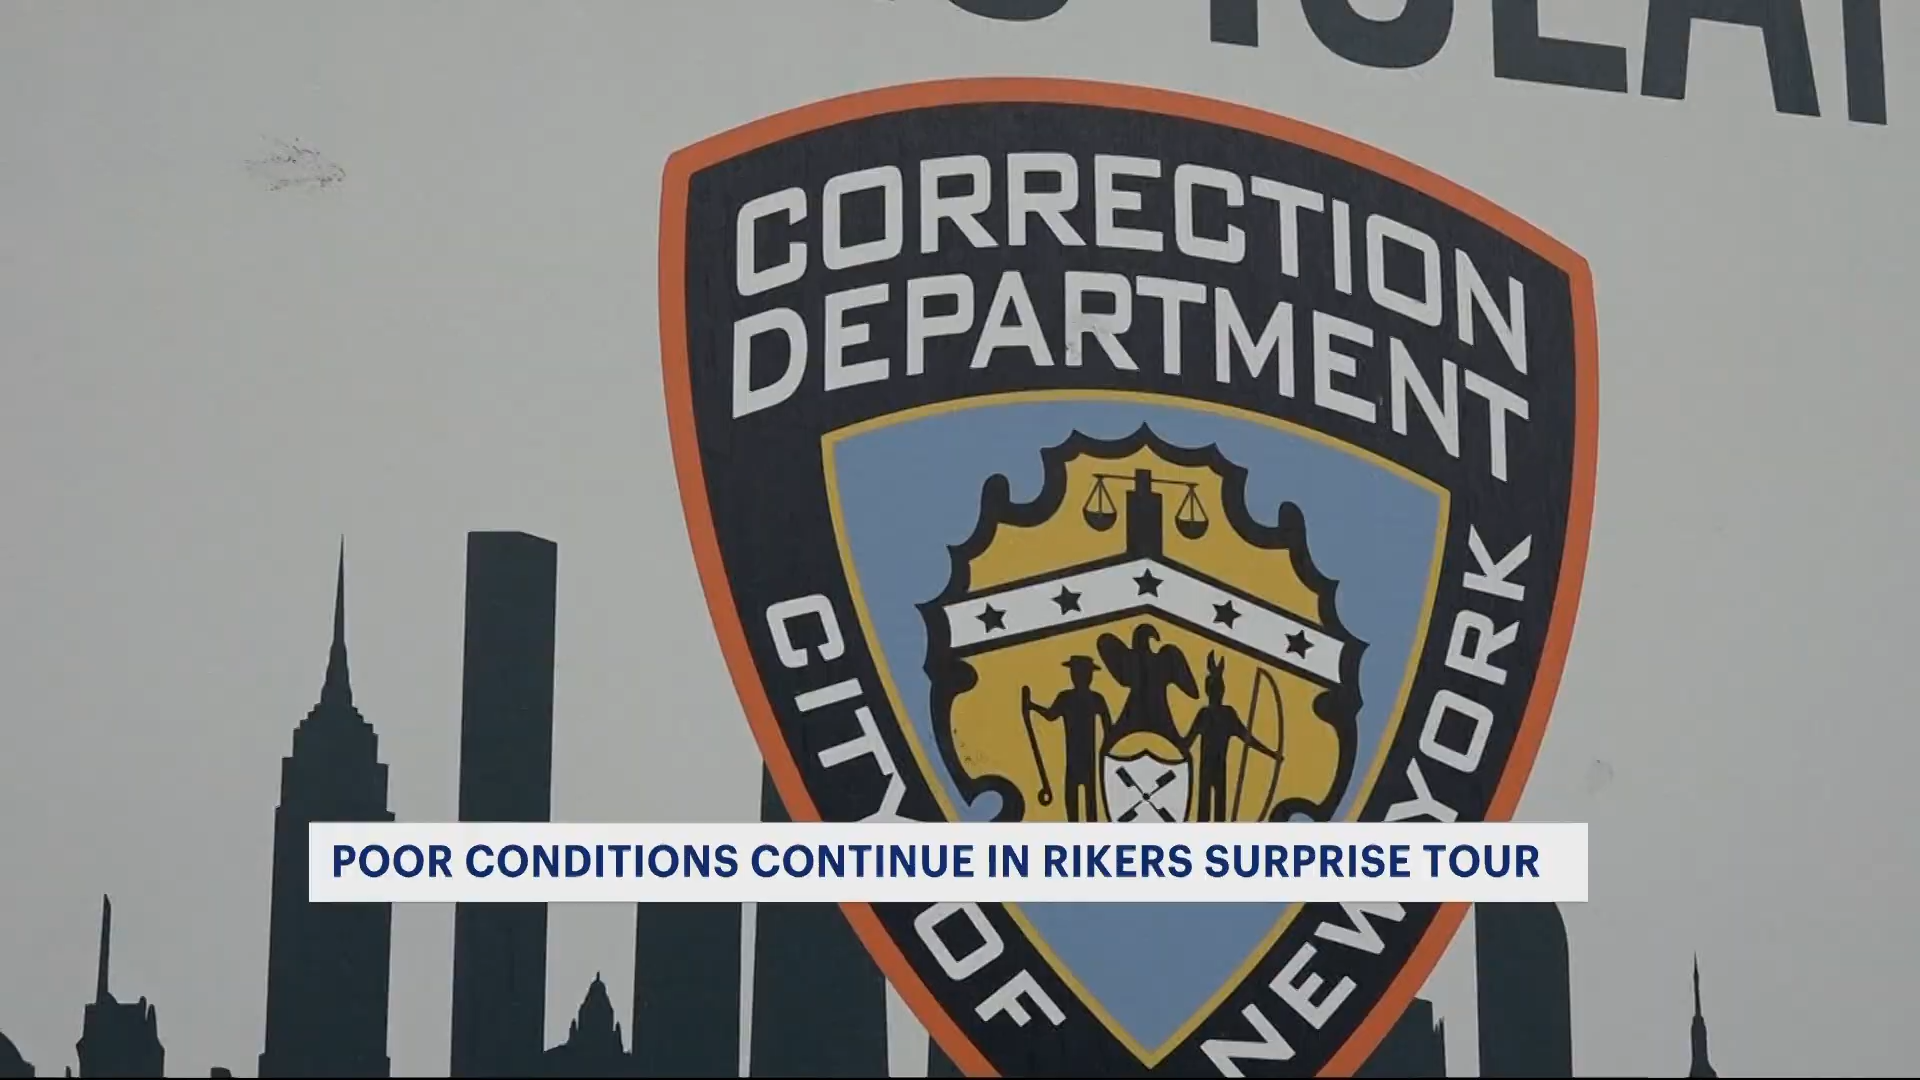 CORRECTION
DEPARTMENT
CITY OF
NEW YORK
POOR CONDITIONS CONTINUE IN RIKERS SURPRISE TOUR